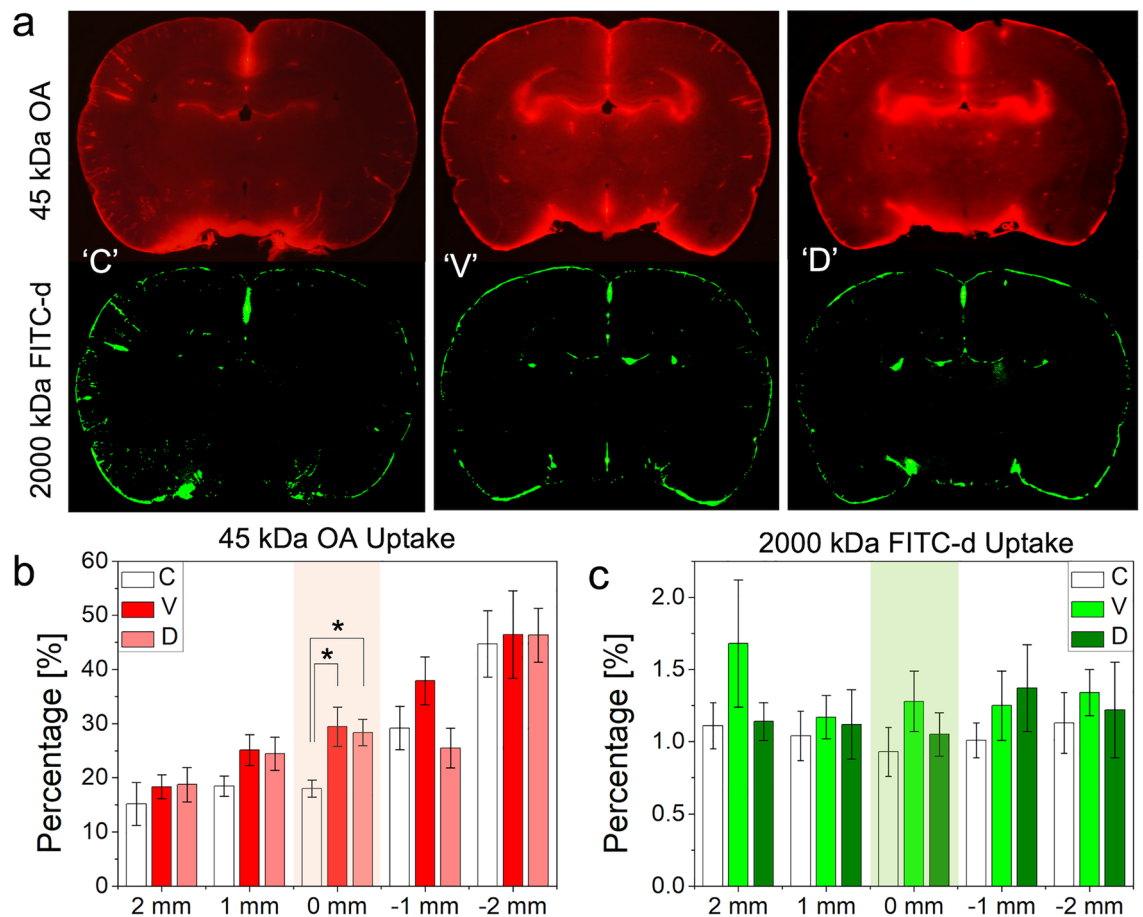 a
45 kDa OA
2000 kDa FITC-d
‘C’
‘V’
‘D’
b
45 kDa OA Uptake
Percentage [%]
60
50
40
30
20
10
0
C
V
D
*
*
2 mm
1 mm
0 mm
-1 mm
-2 mm
c
2000 kDa FITC-d Uptake
Percentage [%]
2.0
1.5
1.0
0.5
0.0
C
V
D
2 mm
1 mm
0 mm
-1 mm
-2 mm